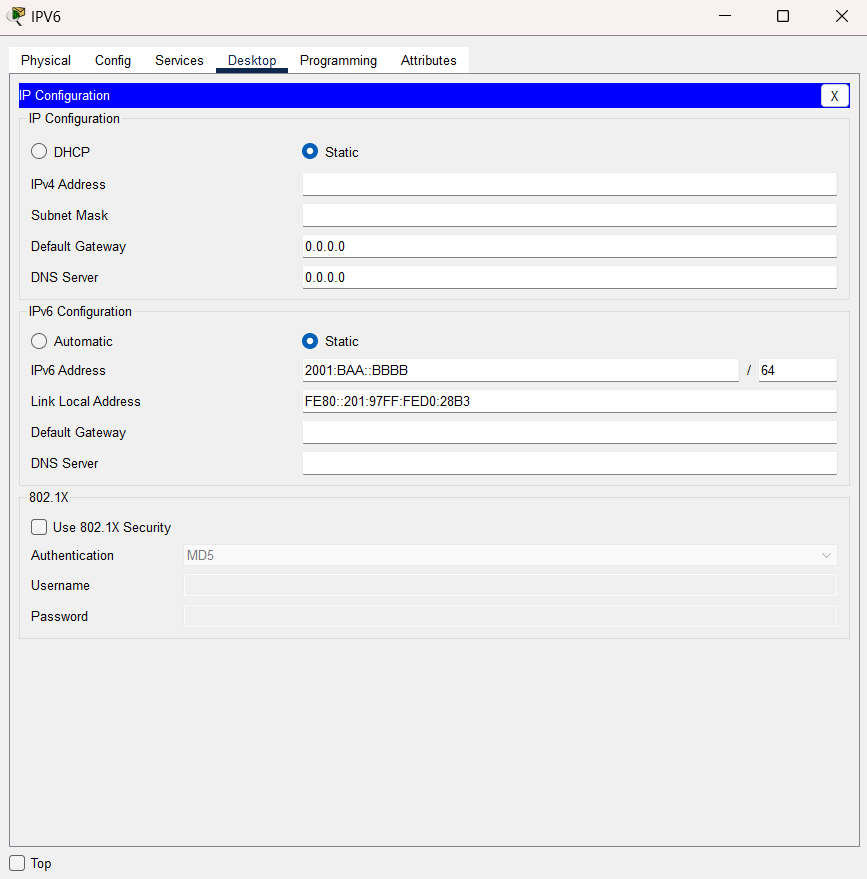 IPV6
Physical Config Services Desktop Programming Attributes
IP Configuration X
IP Configuration
DHCP Static
IPv4 Address
Subnet Mask
Default Gateway 0.0.0.0
DNS Server 0.0.0.0
IPv6 Configuration
Automatic Static
IPv6 Address 2001:BAA::BBBB / 64
Link Local Address FE80::201:97FF:FED0:28B3
Default Gateway
DNS Server
802.1X
Use 802.1X Security
Authentication MD5
Username
Password
Top